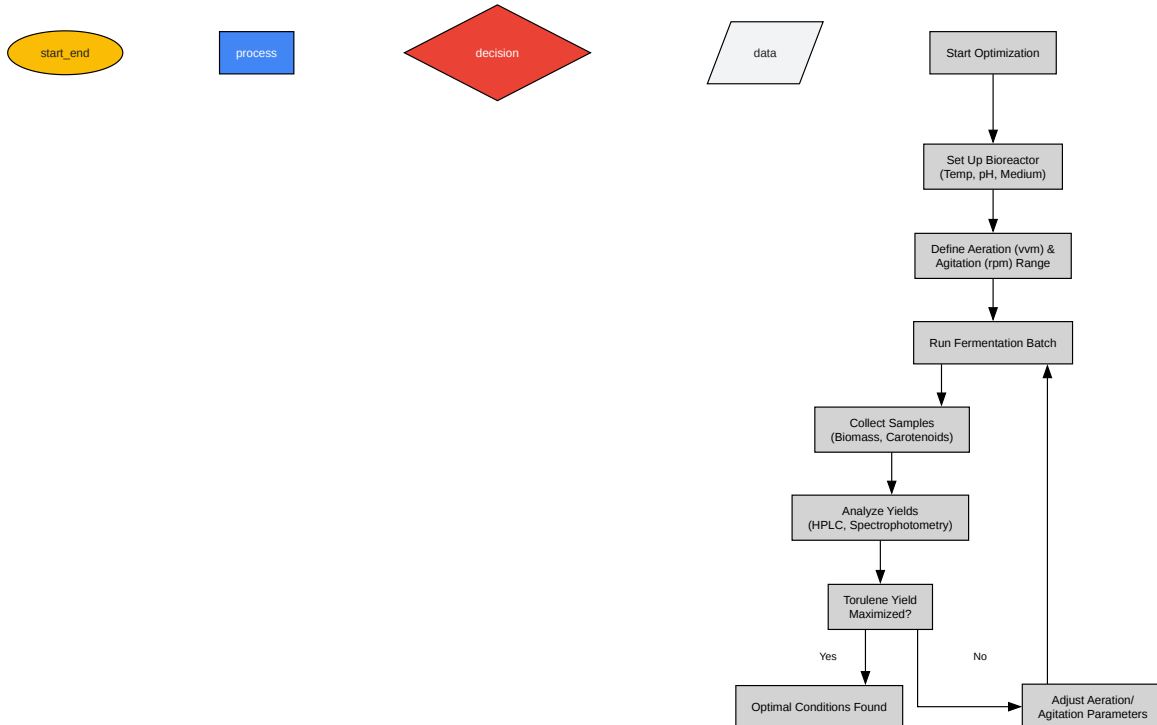 start_end
process
decision
data
Start Optimization
Set Up Bioreactor
(Temp, pH, Medium)
Define Aeration (vvm) &
Agitation (rpm) Range
Run Fermentation Batch
Collect Samples
(Biomass, Carotenoids)
Analyze Yields
(HPLC, Spectrophotometry)
Torulene Yield
Maximized?
Yes
No
Optimal Conditions Found
Adjust Aeration/
Agitation Parameters